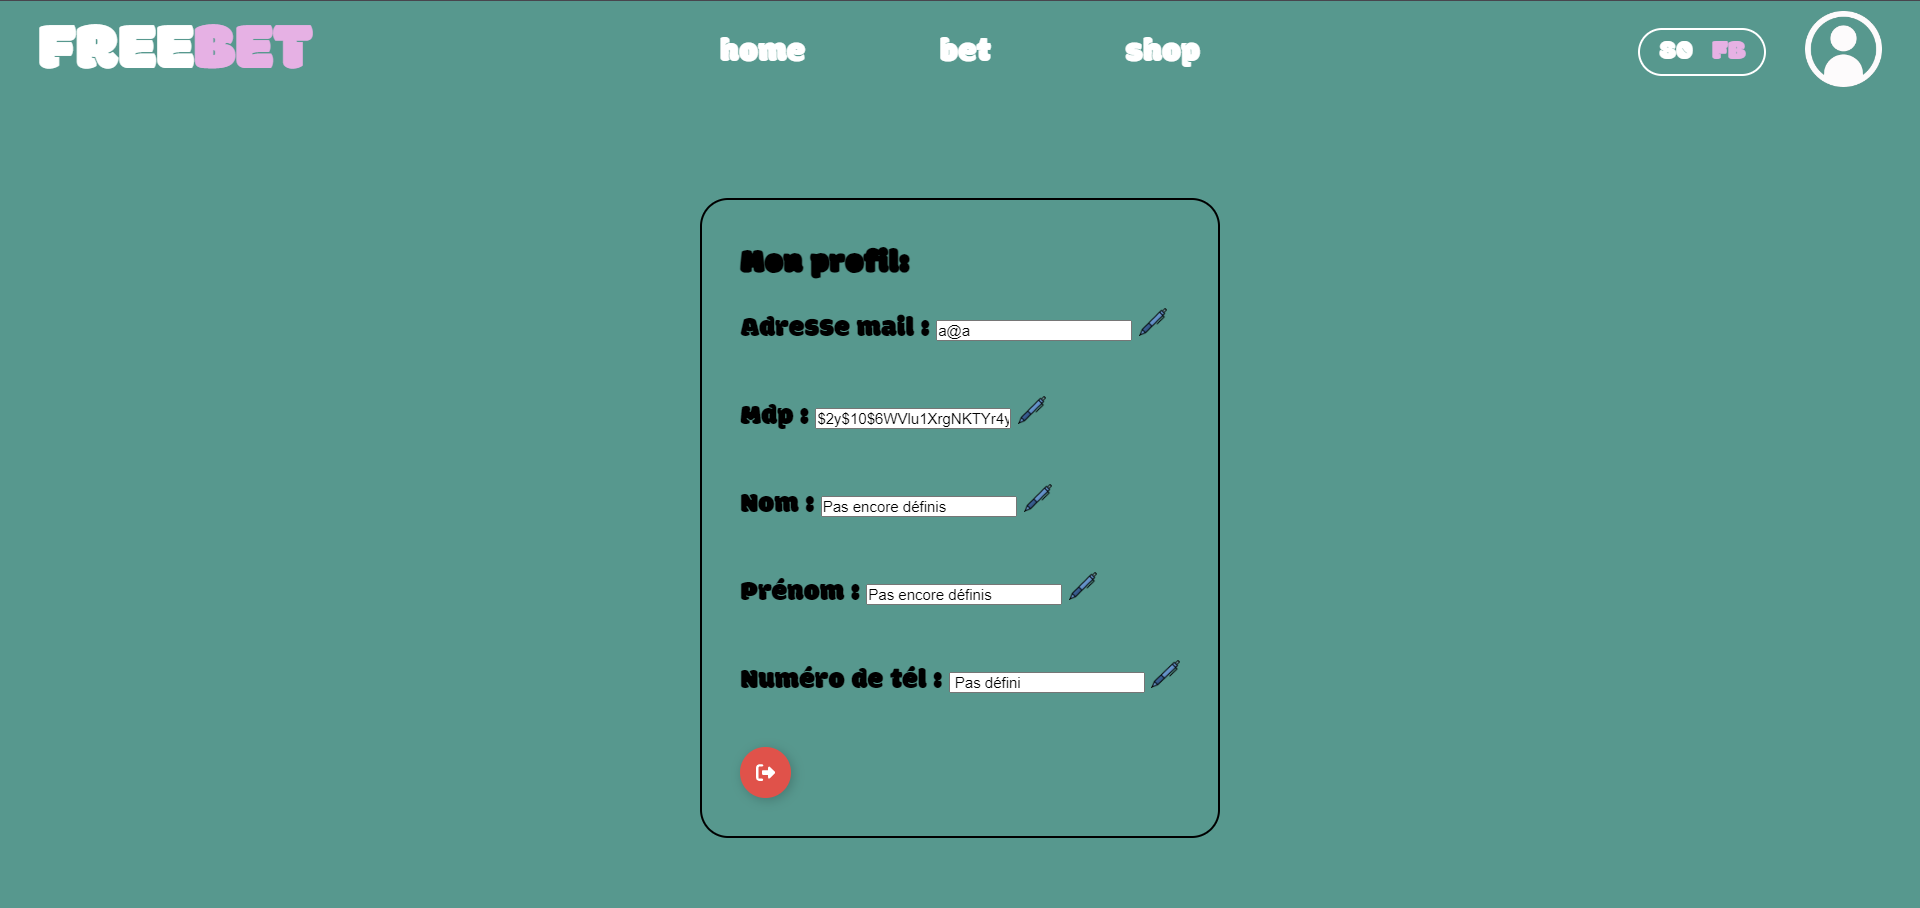 FREEBET
home bet shop
80 FB
Mon profil:
Adresse mail : a@a
Mdp : $2y$10$6WVlu1XrgNKTYr4y
Nom : Pas encore définis
Prénom : Pas encore définis
Numéro de tél : Pas défini